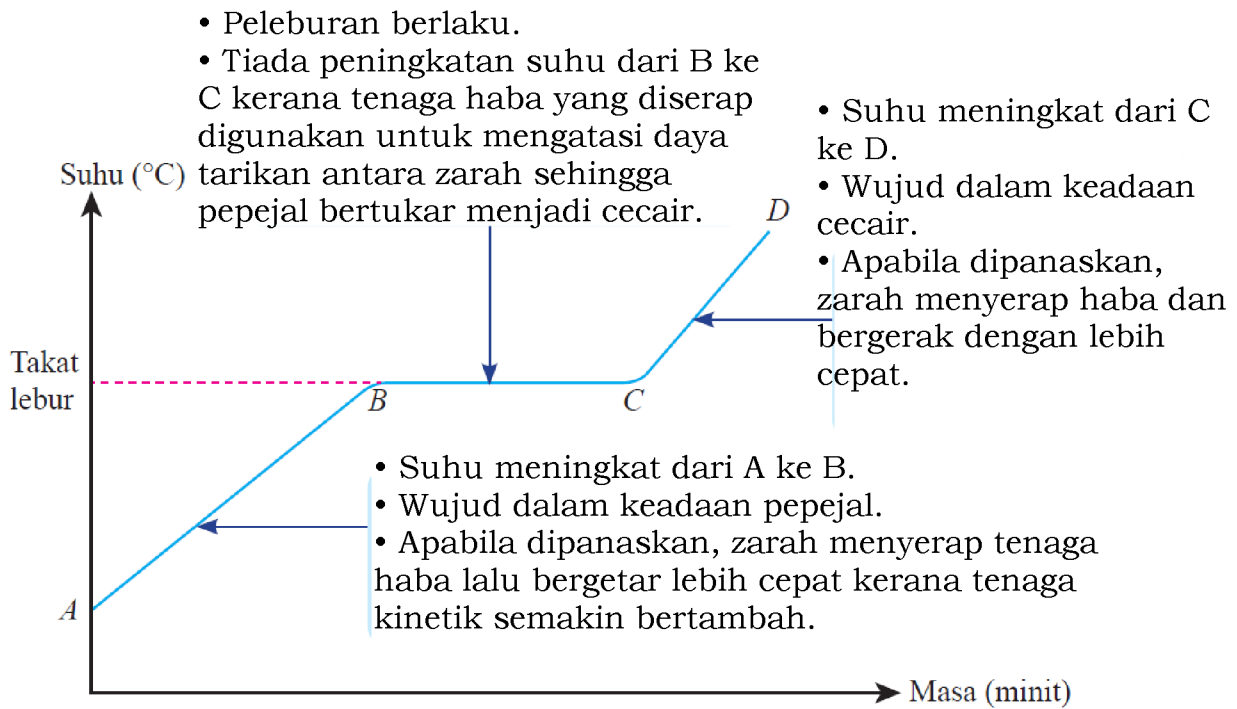 • Peleburan berlaku.
• Tiada peningkatan suhu dari B ke
C kerana tenaga haba yang diserap
digunakan untuk mengatasi daya
tarikan antara zarah sehingga
pepejal bertukar menjadi cecair.
• Suhu meningkat dari C
ke D.
• Wujud dalam keadaan
cecair.
• Apabila dipanaskan,
zarah menyerap haba dan
bergerak dengan lebih
cepat.
Suhu (°C)
D
Takat
lebur
B
C
• Suhu meningkat dari A ke B.
• Wujud dalam keadaan pepejal.
• Apabila dipanaskan, zarah menyerap tenaga
haba lalu bergetar lebih cepat kerana tenaga
kinetik semakin bertambah.
A
Masa (minit)